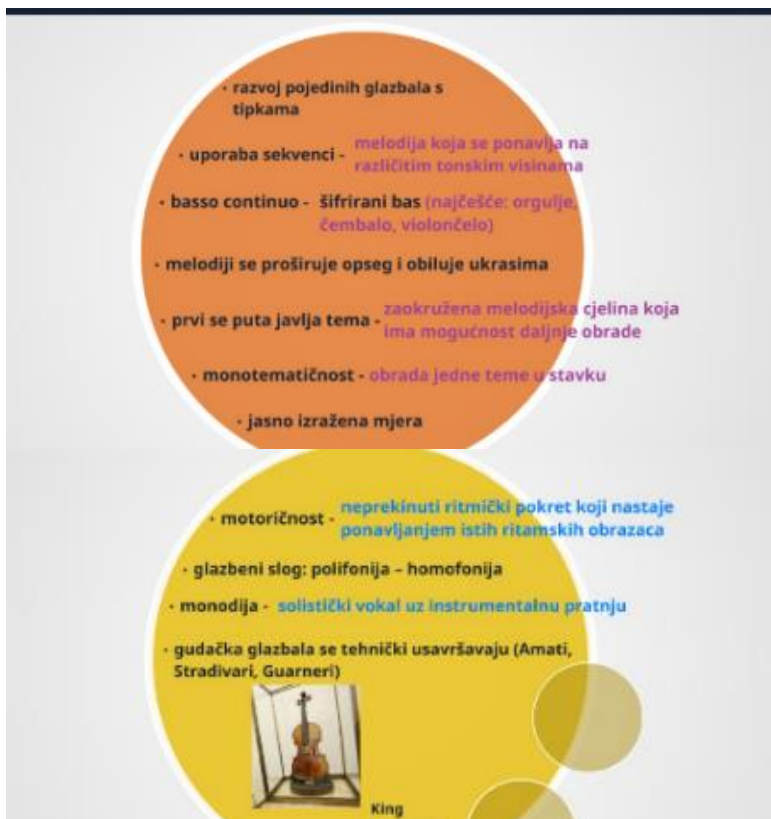 · razvoj pojedinih glazbala s
tipkama
· uporaba sekvenci - melodija koja se ponavlja na
različitim tonskim visinama
· basso continuo - šifrirani bas (najčešće: orgulje,
čembalo, violončelo)
· melodiji se proširuje opseg i obiluje ukrasima
· prvi se puta javlja tema - zaokružena melodijska cjelina koja
ima mogućnost daljnje obrade
· monotematičnost - obrada jedne teme u stavku
· jasno izražena mjera
· motoričnost - neprekinuti ritmički pokret koji nastaje
ponavljanjem istih ritamskih obrazaca
· glazbeni slog: polifonija – homofonija
· monodija - solistički vokal uz instrumentalnu pratnju
· gudačka glazbala se tehnički usavršavaju (Amati,
Stradivari, Guarneri)
King